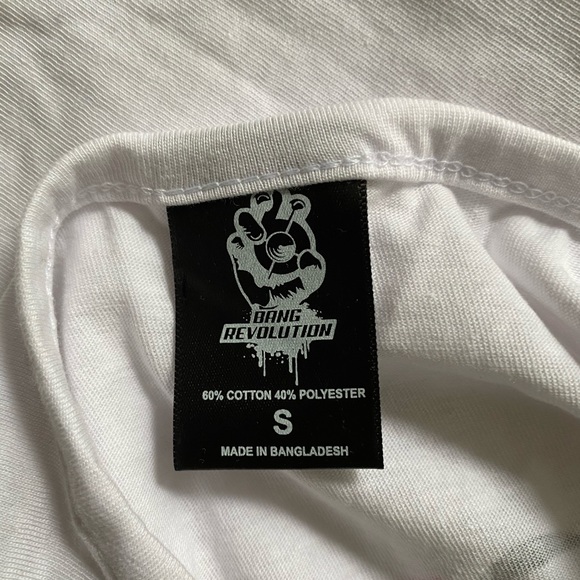 BANG
REVOLUTION
60% COTTON 40% POLYESTER
S
MADE IN BANGLADESH